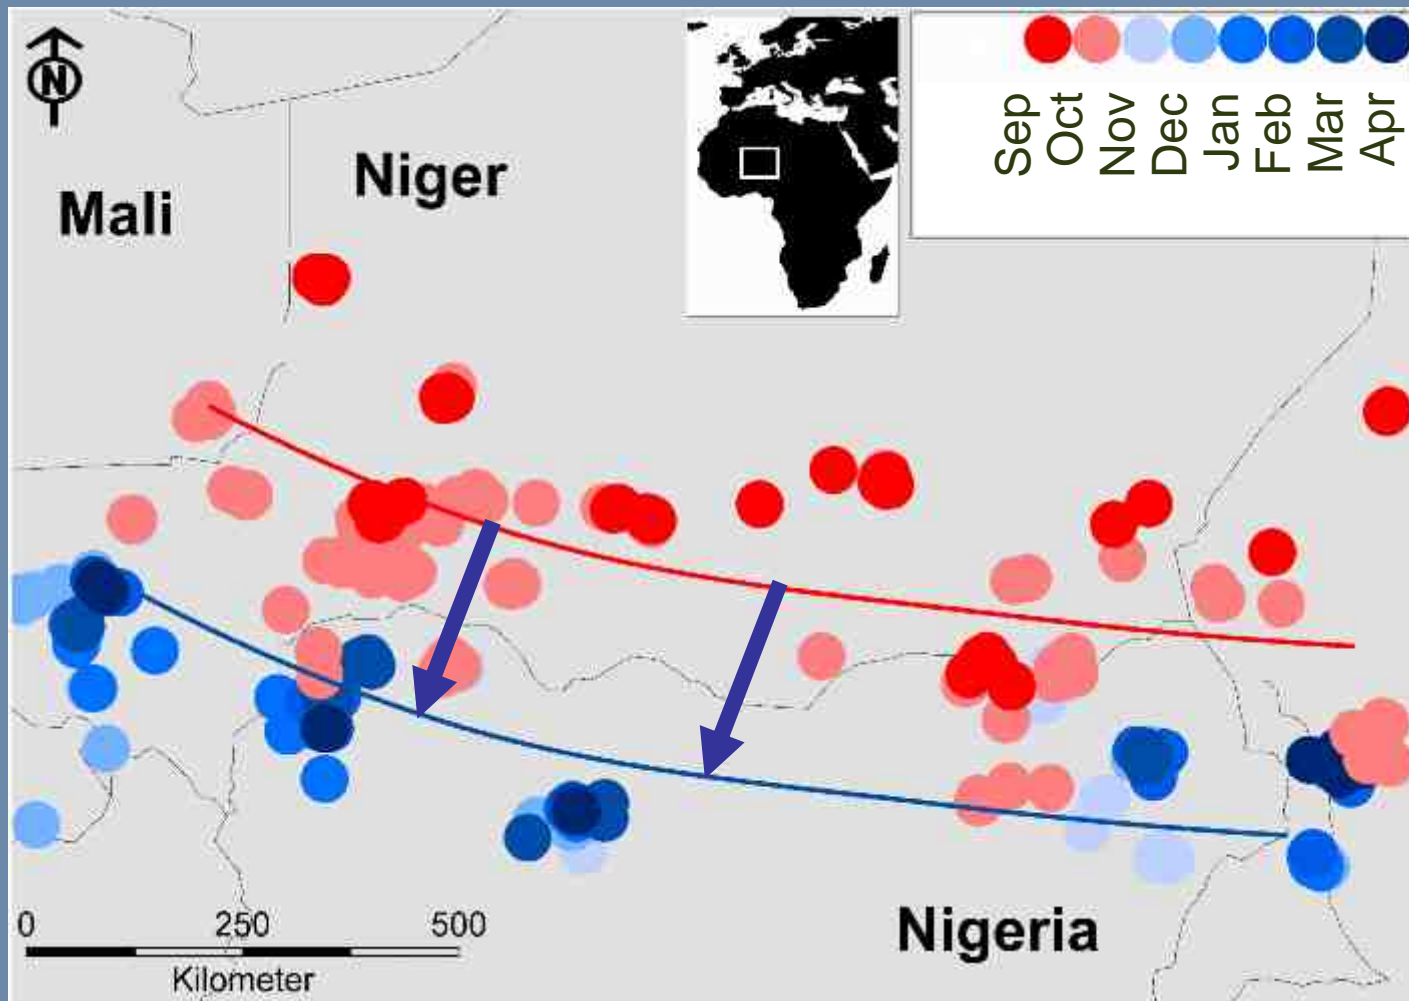 N
Mali
Niger
Sep
Oct
Nov
Dec
Jan
Feb
Mar
Apr
Nigeria
0 250 500
Kilometer